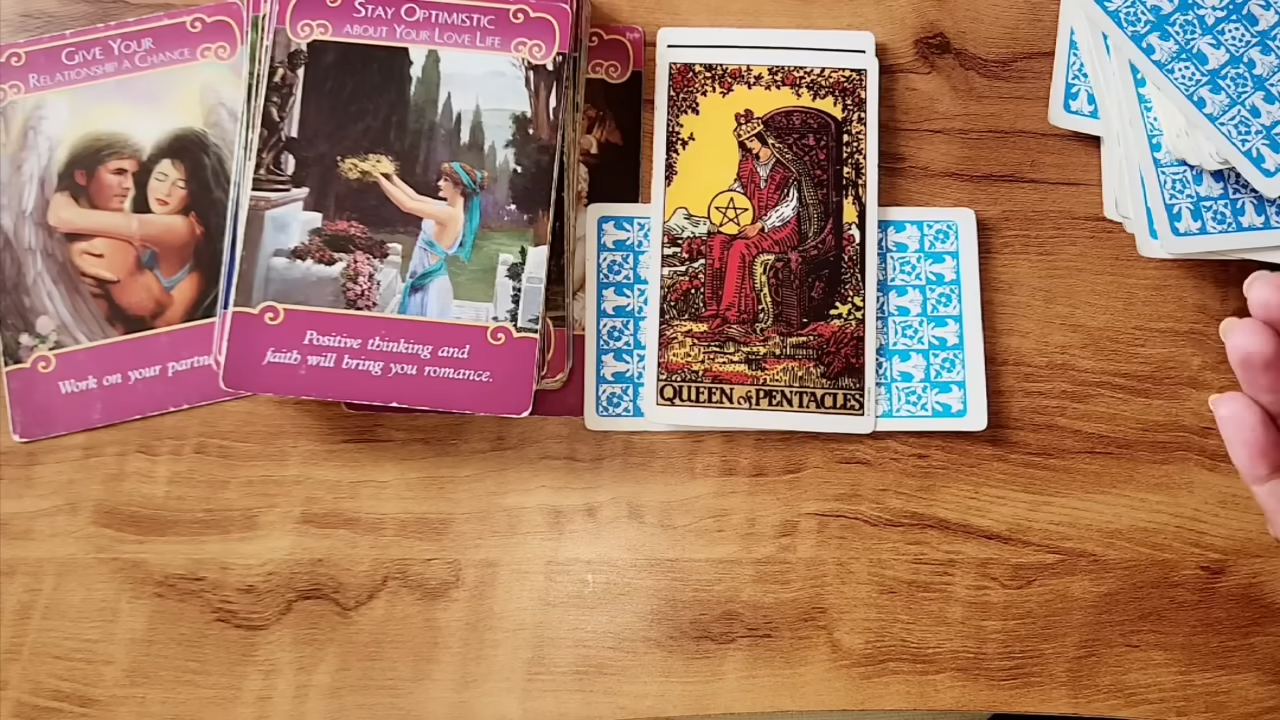 GIVE YOUR
RELATIONSHIP A CHANCE
Work on your
STAY OPTIMISTIC
ABOUT YOUR LOVE LIFE
Positive thinking and
faith will bring you romance.
QUEEN of PENTACLES